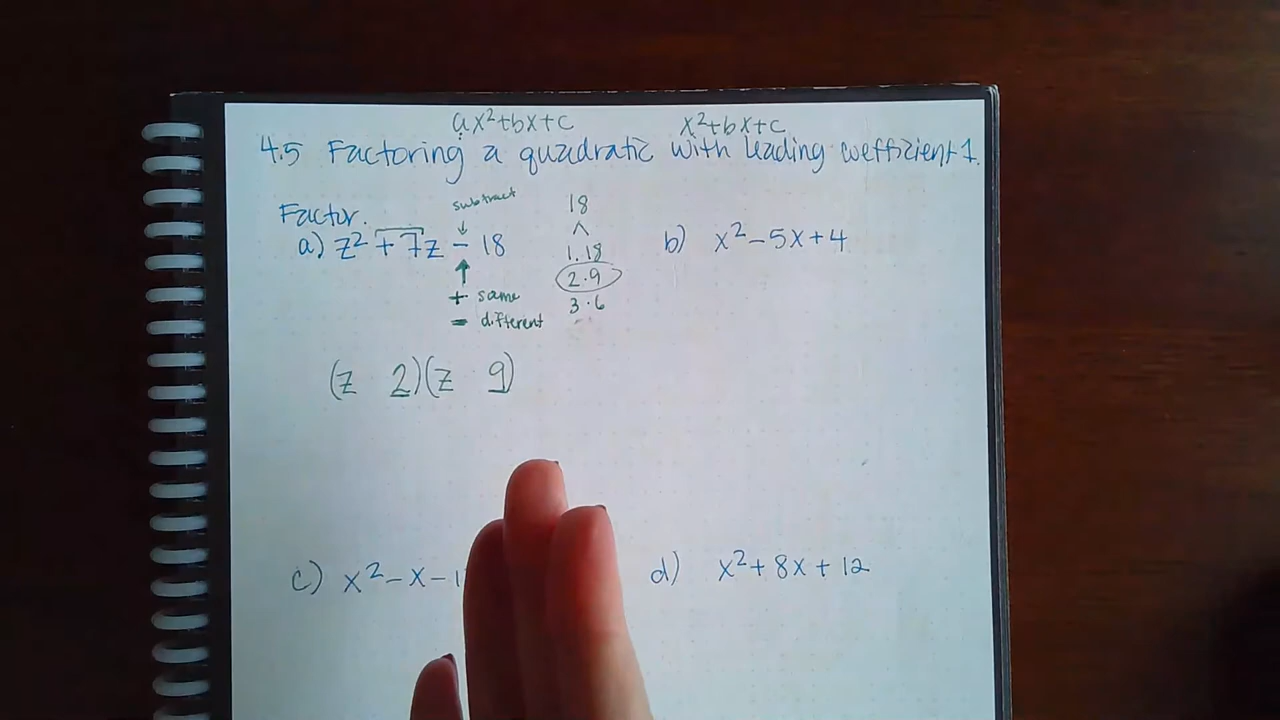 ax²+bx+c x²+bx+c
4.5 Factoring a quadratic with leading coefficient 1.
Factor.
subtract
↓
a) z² + 7z - 18
↑
+ same
- different
18
^
1·18
2·9
3·6
(z 2)(z 9)
b) x² - 5x + 4
c) x² - x - 1
d) x² + 8x + 12